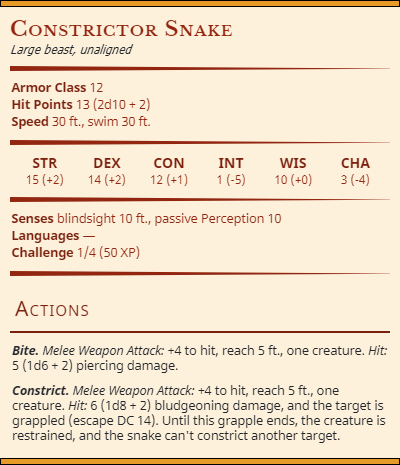 Constrictor Snake
Large beast, unaligned
Armor Class 12
Hit Points 13 (2d10 + 2)
Speed 30 ft., swim 30 ft.
STR DEX CON INT WIS CHA
15 (+2) 14 (+2) 12 (+1) 1 (-5) 10 (+0) 3 (-4)
Senses blindsight 10 ft., passive Perception 10
Languages —
Challenge 1/4 (50 XP)
Actions
Bite. Melee Weapon Attack: +4 to hit, reach 5 ft., one creature. Hit:
5 (1d6 + 2) piercing damage.
Constrict. Melee Weapon Attack: +4 to hit, reach 5 ft., one
creature. Hit: 6 (1d8 + 2) bludgeoning damage, and the target is
grappled (escape DC 14). Until this grapple ends, the creature is
restrained, and the snake can't constrict another target.